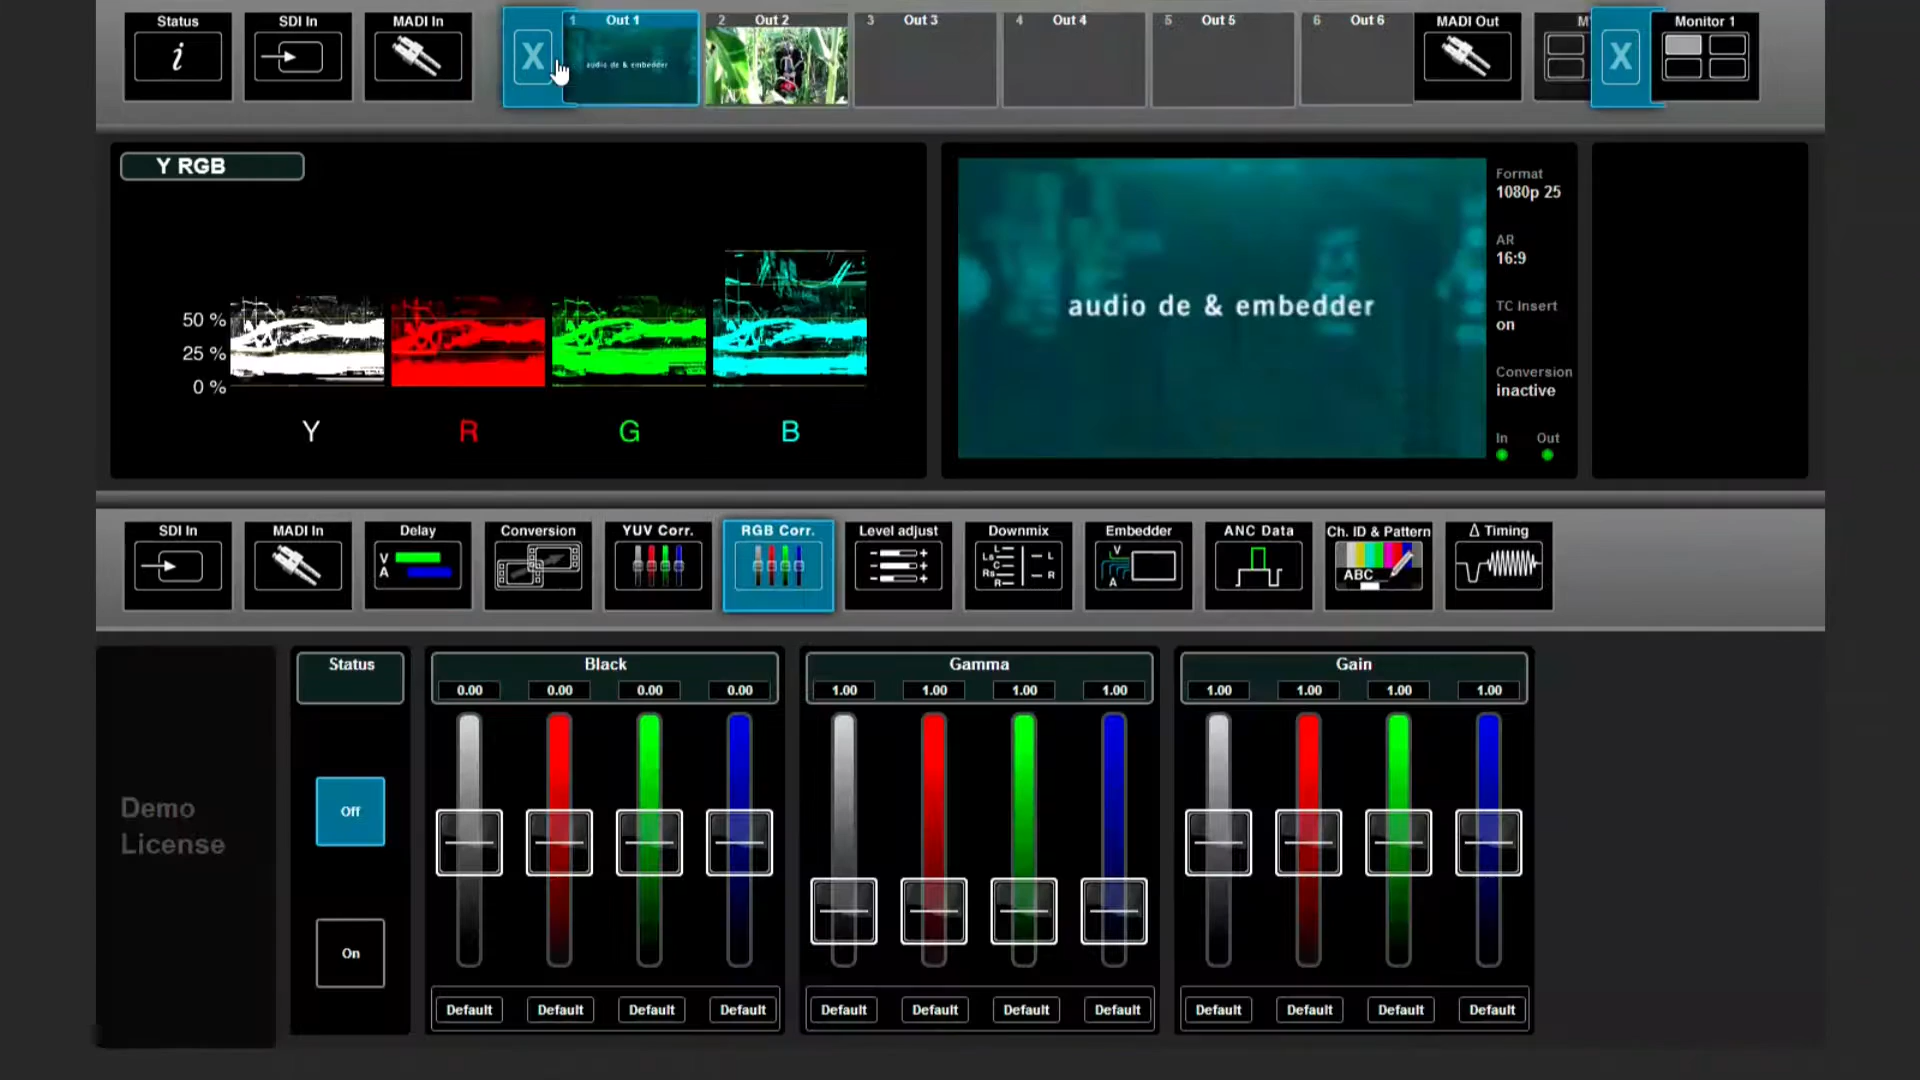 Status
SDI In
MADI In
X
1 Out 1
audio de & embedder
2 Out 2
3 Out 3
4 Out 4
5 Out 5
6 Out 6
MADI Out
X
Monitor 1
Y RGB
50 %
25 %
0 %
Y
R
G
B
audio de & embedder
Format
1080p 25
AR
16:9
TC Insert
on
Conversion
inactive
In Out
SDI In
MADI In
Delay
V
A
Conversion
YUV Corr.
RGB Corr.
Level adjust
Downmix
L
Ls
C
Rs
R
L
R
Embedder
V
A
ANC Data
Ch. ID & Pattern
ABC
Δ Timing
Demo
License
Status
Off
On
Black
0.00 0.00 0.00 0.00
Default Default Default Default
Gamma
1.00 1.00 1.00 1.00
Default Default Default Default
Gain
1.00 1.00 1.00 1.00
Default Default Default Default